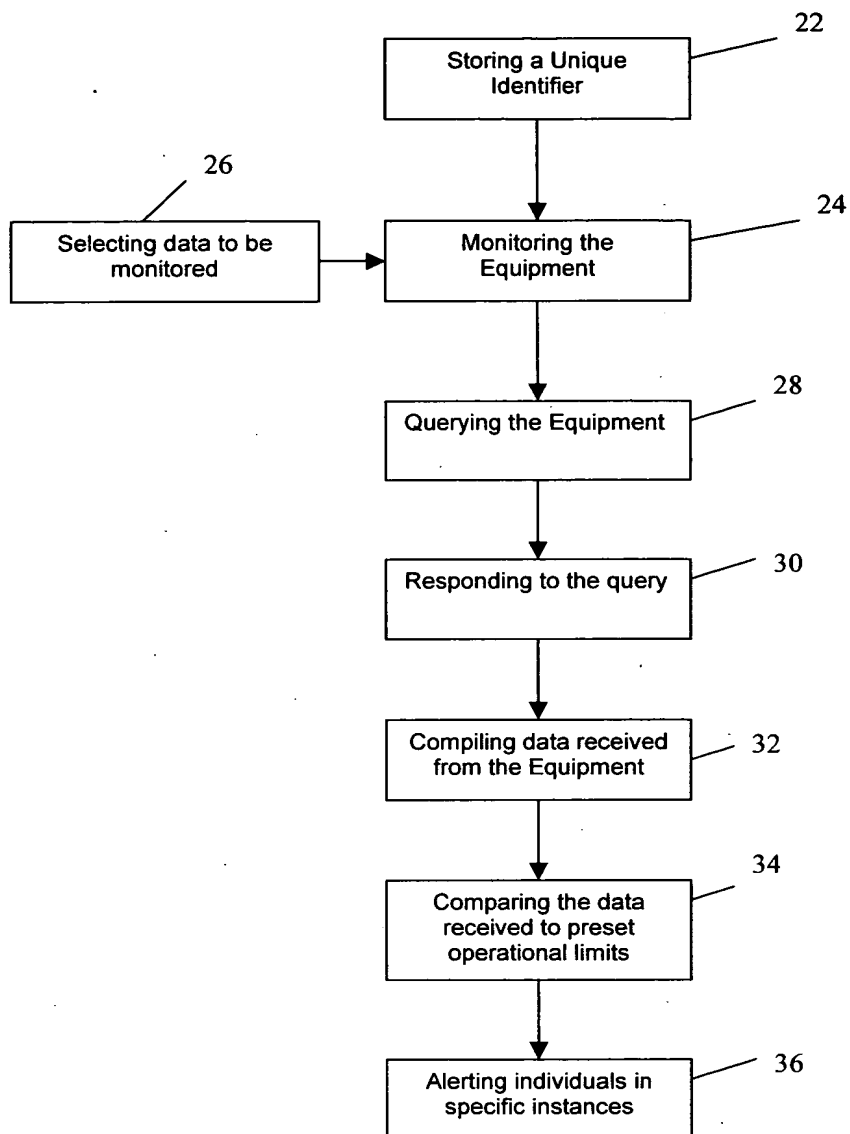 22
Storing a Unique
Identifier
26
Selecting data to be
monitored
24
Monitoring the
Equipment
28
Querying the Equipment
30
Responding to the query
32
Compiling data received
from the Equipment
34
Comparing the data
received to preset
operational limits
36
Alerting individuals in
specific instances